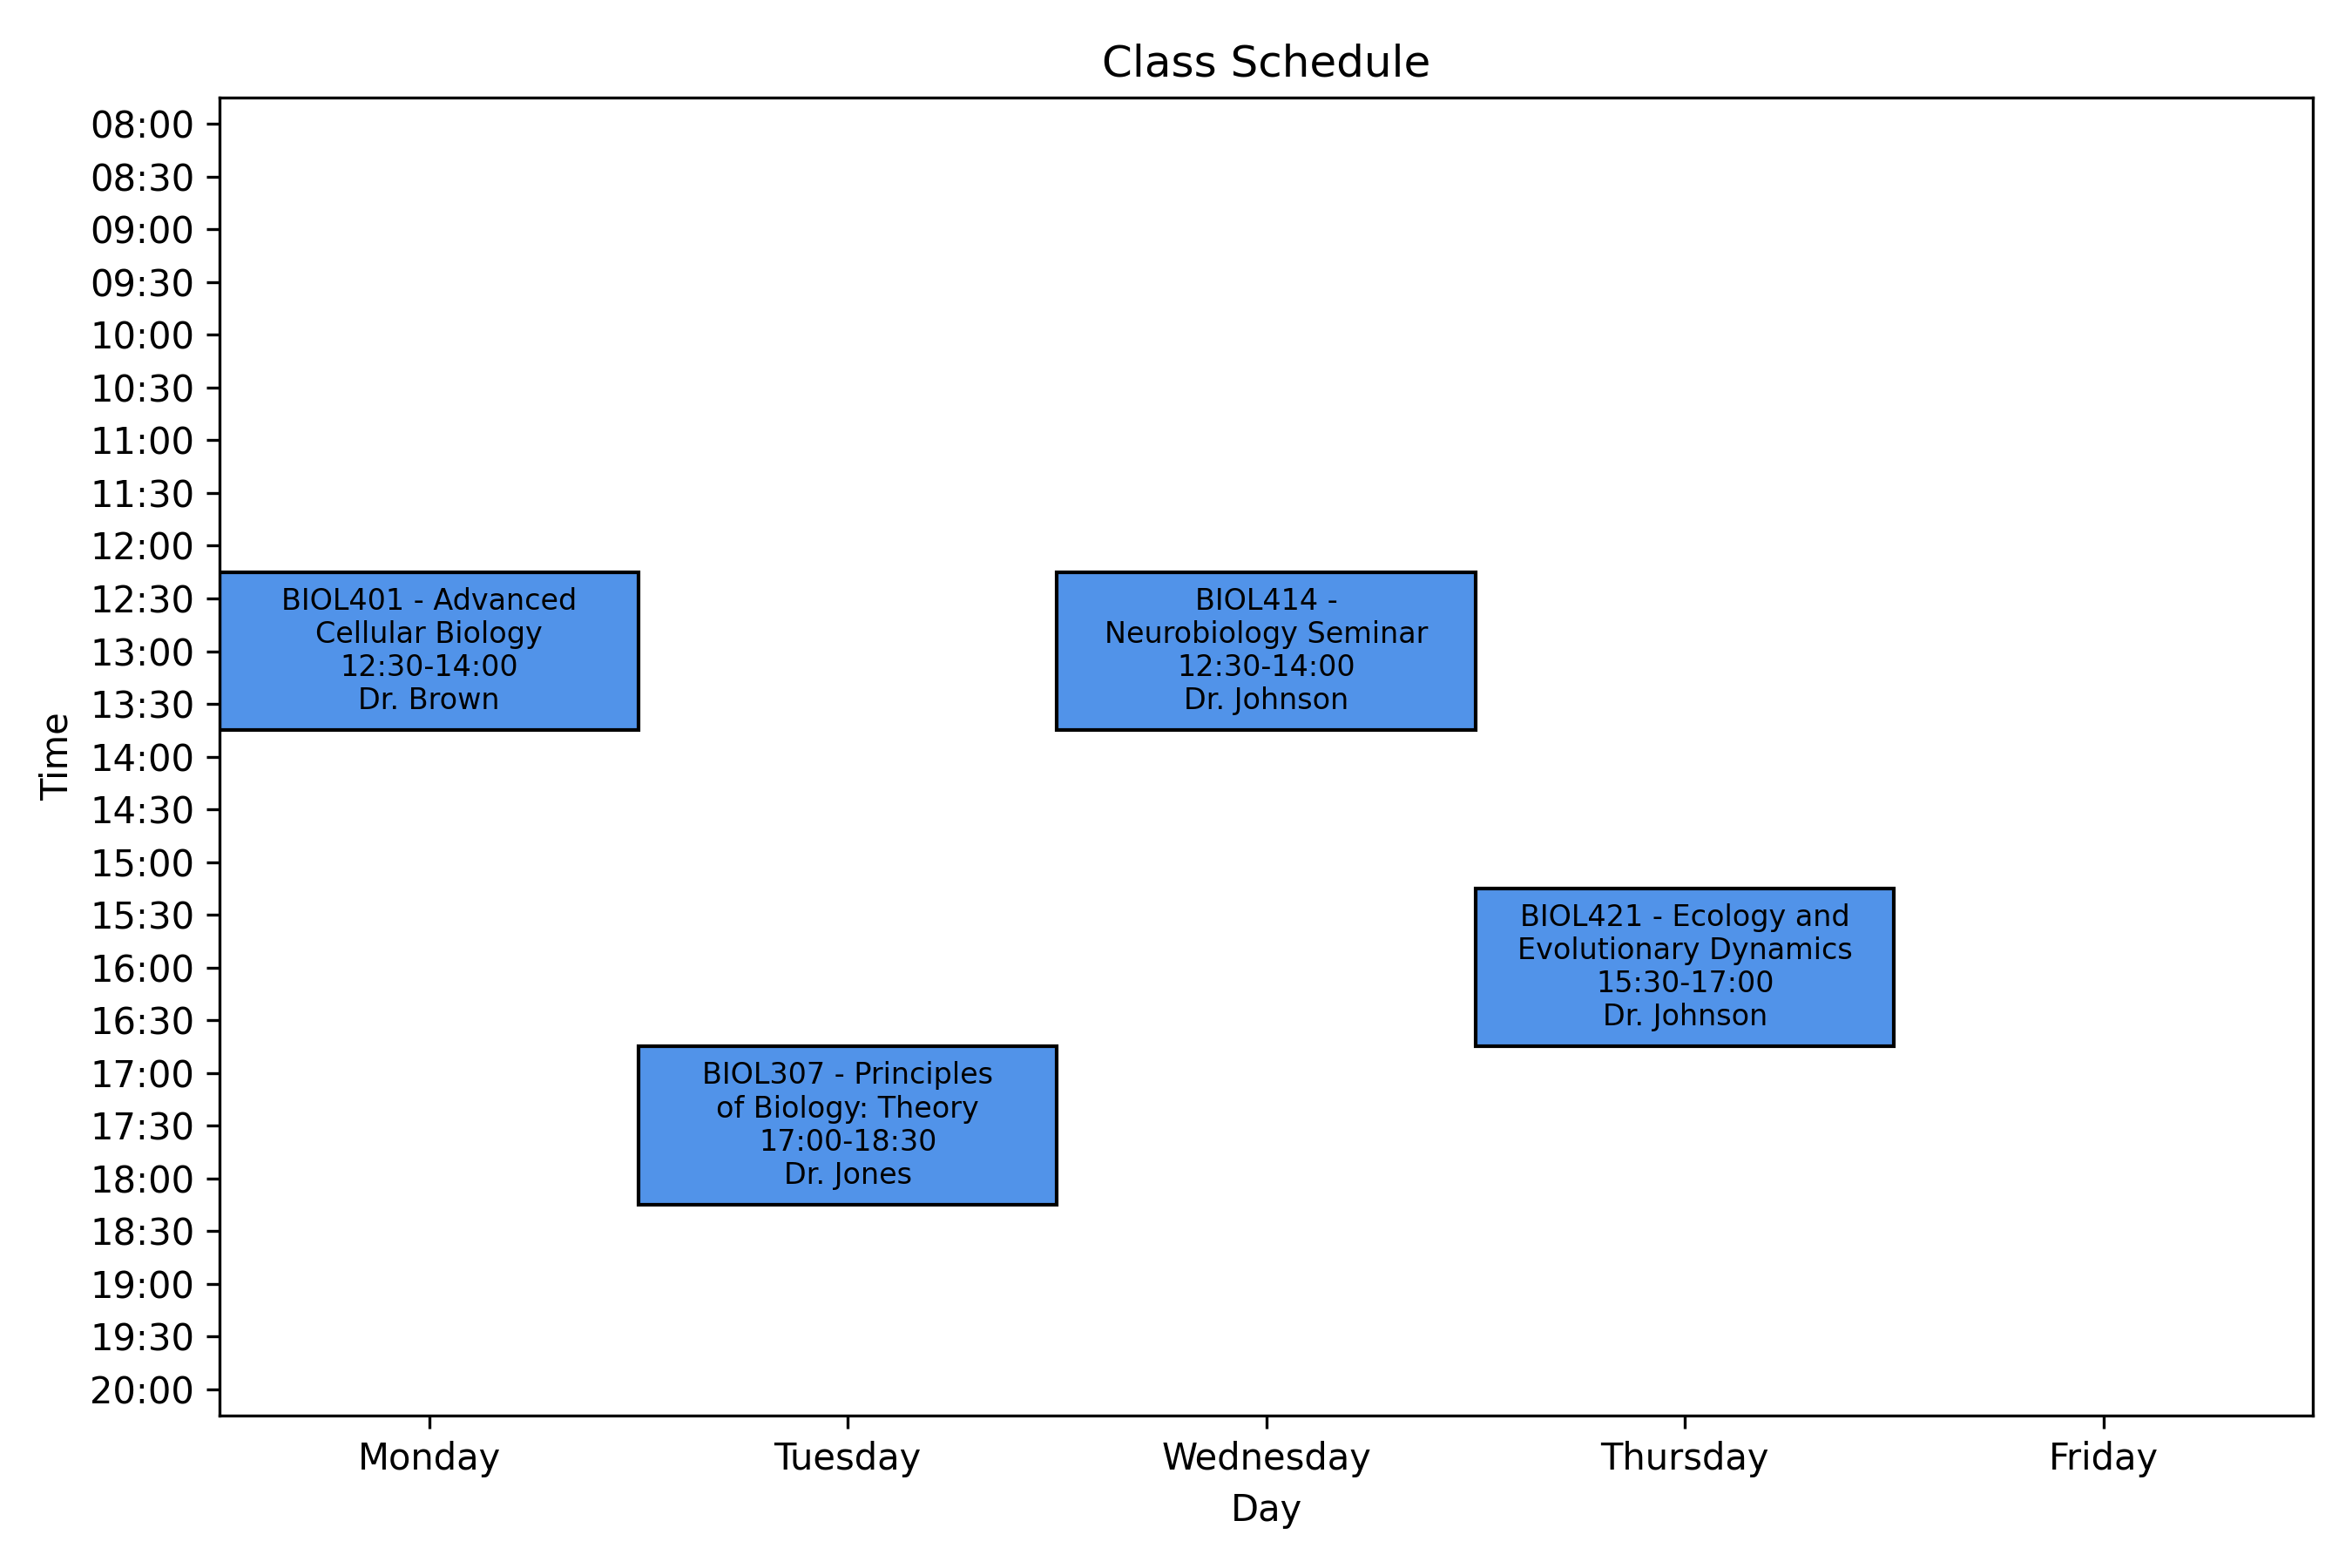 Class Schedule
Time
08:00
08:30
09:00
09:30
10:00
10:30
11:00
11:30
12:00
12:30
13:00
13:30
14:00
14:30
15:00
15:30
16:00
16:30
17:00
17:30
18:00
18:30
19:00
19:30
20:00
BIOL401 - Advanced
Cellular Biology
12:30-14:00
Dr. Brown
BIOL307 - Principles
of Biology: Theory
17:00-18:30
Dr. Jones
BIOL414 -
Neurobiology Seminar
12:30-14:00
Dr. Johnson
BIOL421 - Ecology and
Evolutionary Dynamics
15:30-17:00
Dr. Johnson
Monday
Tuesday
Wednesday
Thursday
Friday
Day